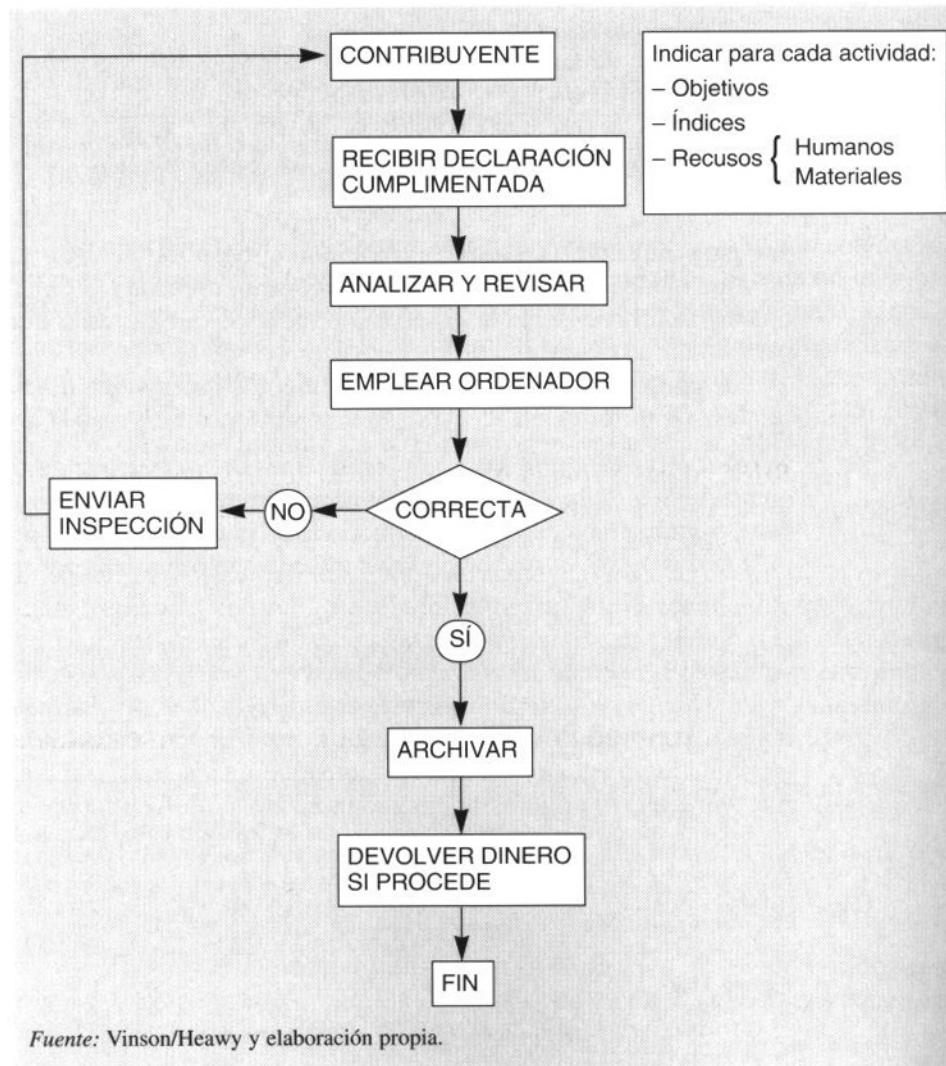 CONTRIBUYENTE
Indicar para cada actividad:
– Objetivos
– Índices
– Recusos { Humanos
Materiales
RECIBIR DECLARACIÓN
CUMPLIMENTADA
ANALIZAR Y REVISAR
EMPLEAR ORDENADOR
CORRECTA
NO
ENVIAR
INSPECCIÓN
SÍ
ARCHIVAR
DEVOLVER DINERO
SI PROCEDE
FIN
Fuente: Vinson/Heawy y elaboración propia.